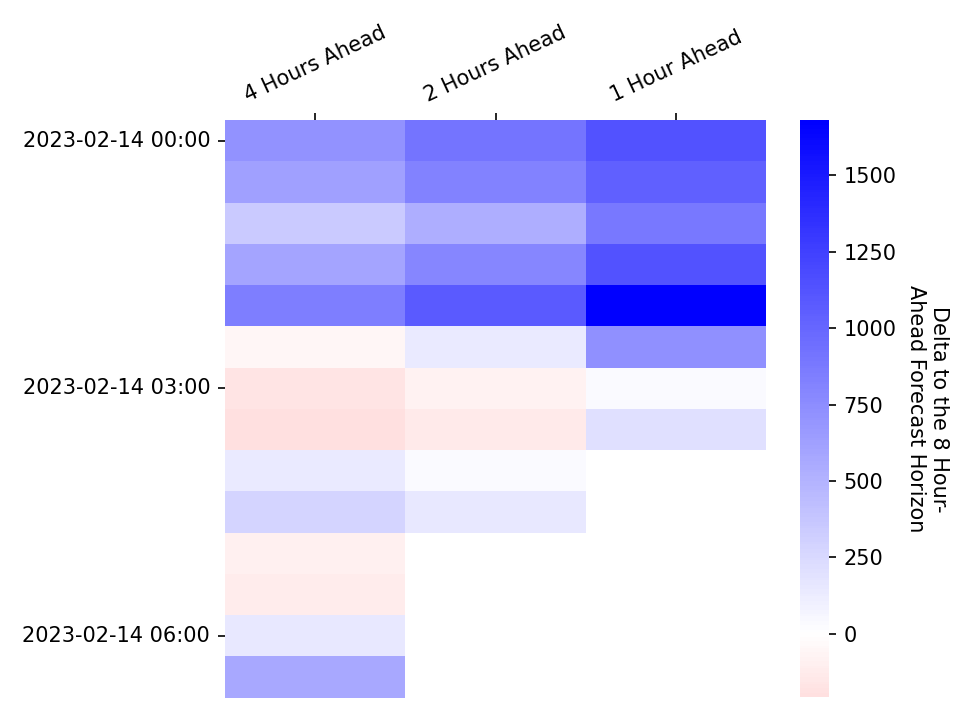 4 Hours Ahead
2 Hours Ahead
1 Hour Ahead
2023-02-14 00:00
2023-02-14 03:00
2023-02-14 06:00
1500
1250
1000
750
500
250
0
Delta to the 8 Hour-
Ahead Forecast Horizon